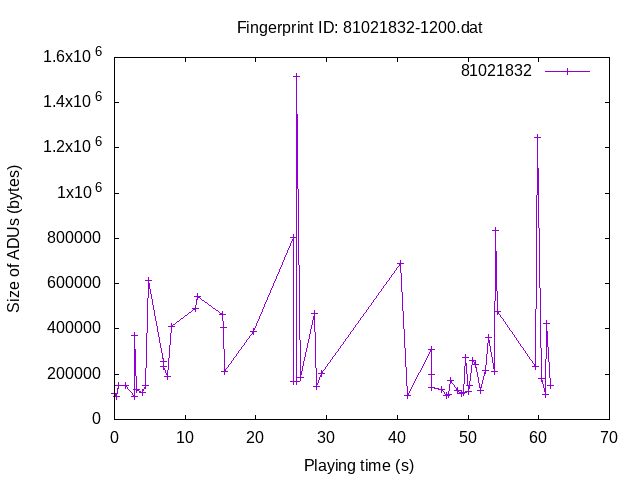 Fingerprint ID: 81021832-1200.dat
81021832
1.6x10^6
1.4x10^6
1.2x10^6
1x10^6
800000
600000
400000
200000
0
Size of ADUs (bytes)
0 10 20 30 40 50 60 70
Playing time (s)